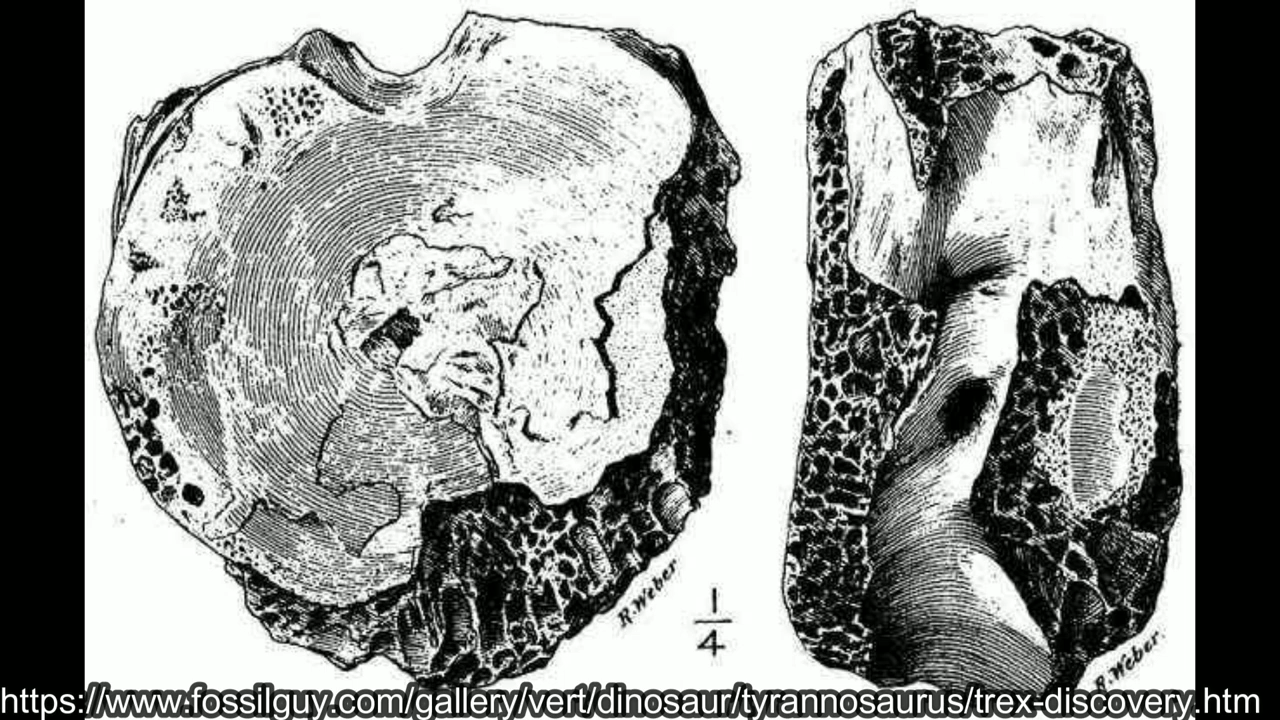 R. Weber
1
4
R. Weber.
https://www.fossilguy.com/gallery/vert/dinosaur/tyrannosaurus/trex-discovery.htm